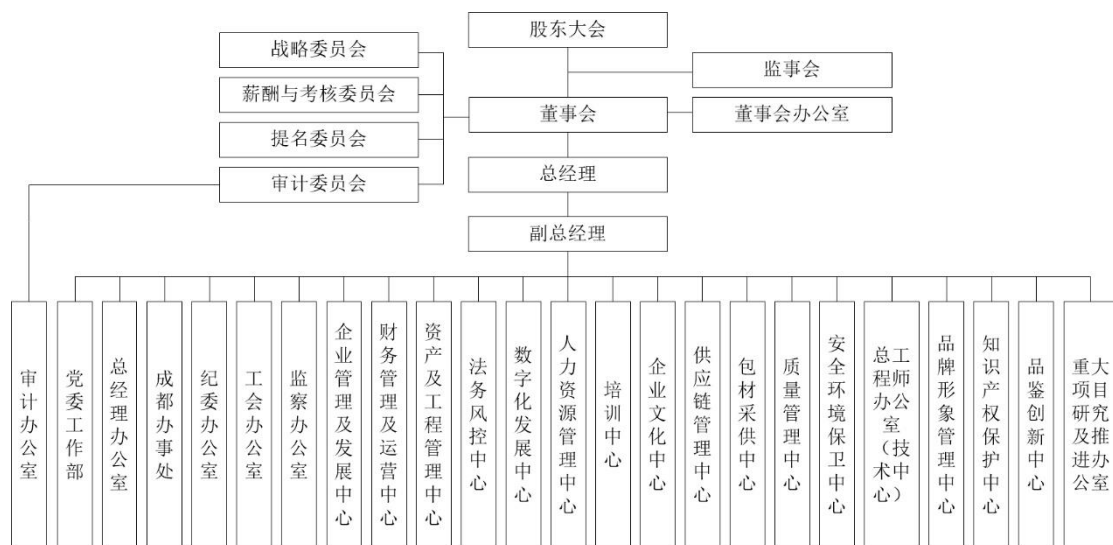 股东大会
战略委员会
监事会
薪酬与考核委员会
董事会
董事会办公室
提名委员会
总经理
审计委员会
副总经理
审计办公室
党委工作部
总经理办公室
成都办事处
纪委办公室
工会办公室
监察办公室
企业管理及发展中心
财务管理及运营中心
资产及工程管理中心
法务风控中心
数字化发展中心
人力资源管理中心
培训中心
企业文化中心
供应链管理中心
包材采供中心
质量管理中心
安全环境保卫中心
总工程师办公室（技术中心）
品牌形象管理中心
知识产权保护中心
品鉴创新中心
重大项目研究及推进办公室